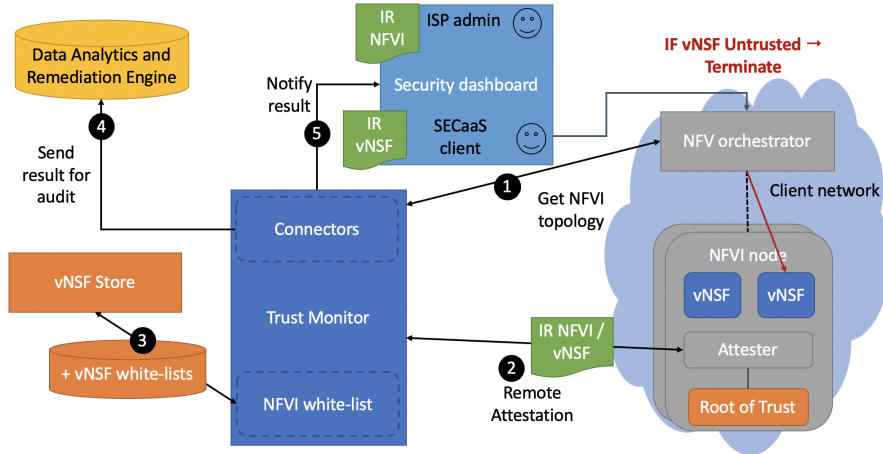 IR
NFVI
ISP admin
Data Analytics and
Remediation Engine
IF vNSF Untrusted →
Terminate
Notify
result
Security dashboard
4
5
IR
vNSF
SECaaS
client
NFV orchestrator
Send
result for
audit
1
Get NFVI
topology
Client network
Connectors
NFVI node
vNSF Store
vNSF
vNSF
Trust Monitor
3
IR NFVI /
vNSF
Attester
+ vNSF white-lists
2
Remote
Attestation
NFVI white-list
Root of Trust